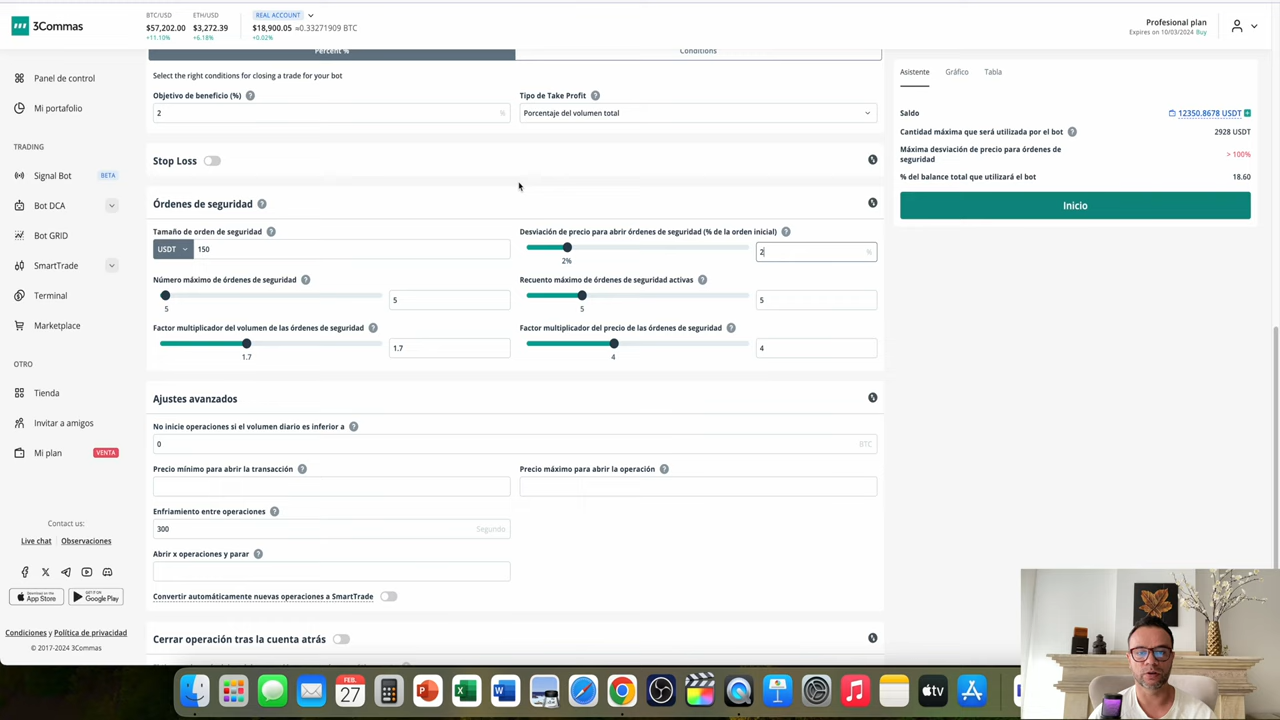 3Commas
BTC/USD
$57,202.00
+11.10%
ETH/USD
$3,272.39
+6.18%
REAL ACCOUNT
$18,900.05 ≈0.33271909 BTC
+0.02%
Profesional plan
Expires on 10/03/2024 Buy
Panel de control
Mi portafolio
TRADING
Signal Bot BETA
Bot DCA
Bot GRID
SmartTrade
Terminal
Marketplace
OTRO
Tienda
Invitar a amigos
Mi plan VENTA
Contact us:
Live chat Observaciones
Download on the App Store
GET IT ON Google Play
Condiciones y Política de privacidad
© 2017-2024 3Commas
Percent % Conditions
Select the right conditions for closing a trade for your bot
Objetivo de beneficio (%) ? Tipo de Take Profit ?
2 % Porcentaje del volumen total
Stop Loss
Órdenes de seguridad ?
Tamaño de orden de seguridad ? Desviación de precio para abrir órdenes de seguridad (% de la orden inicial) ?
USDT 150 2% 2 %
Número máximo de órdenes de seguridad ? Recuento máximo de órdenes de seguridad activas ?
5 5 5 5
Factor multiplicador del volumen de las órdenes de seguridad ? Factor multiplicador del precio de las órdenes de seguridad ?
1.7 1.7 4 4
Ajustes avanzados
No inicie operaciones si el volumen diario es inferior a ?
0 BTC
Precio mínimo para abrir la transacción ? Precio máximo para abrir la operación ?
Enfriamiento entre operaciones ?
300 Segundo
Abrir x operaciones y parar ?
Convertir automáticamente nuevas operaciones a SmartTrade
Cerrar operación tras la cuenta atrás
Asistente Gráfico Tabla
Saldo 12350.8678 USDT
Cantidad máxima que será utilizada por el bot ? 2928 USDT
Máxima desviación de precio para órdenes de
seguridad > 100%
% del balance total que utilizará el bot 18.60
Inicio
FEB.
27
tv